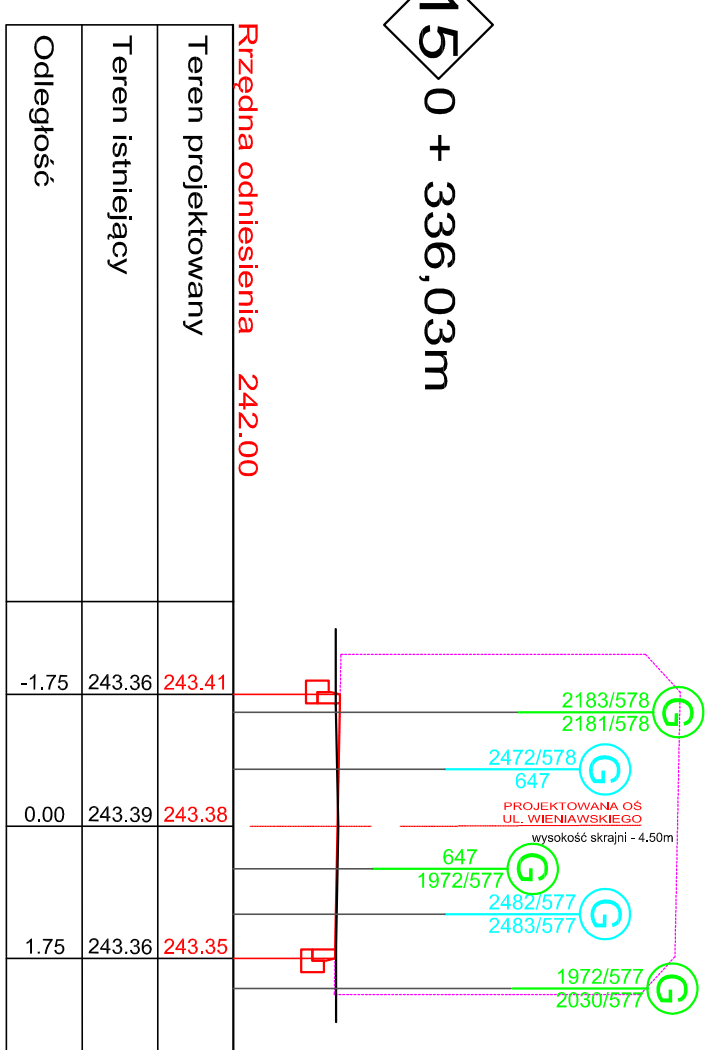 15 0 + 336,03m
Rrzędna odniesienia 242.00
Teren projektowany 243.41 243.38 243.35
Teren istniejący 243.36 243.39 243.36
Odległość -1.75 0.00 1.75
2183/578
2181/578
G
2472/578
647
G
PROJEKTOWANA OŚ
UL. WIENIAWSKIEGO
wysokość skrajni - 4.50m
647
1972/577
G
2482/577
2483/577
G
1972/577
2030/577
G